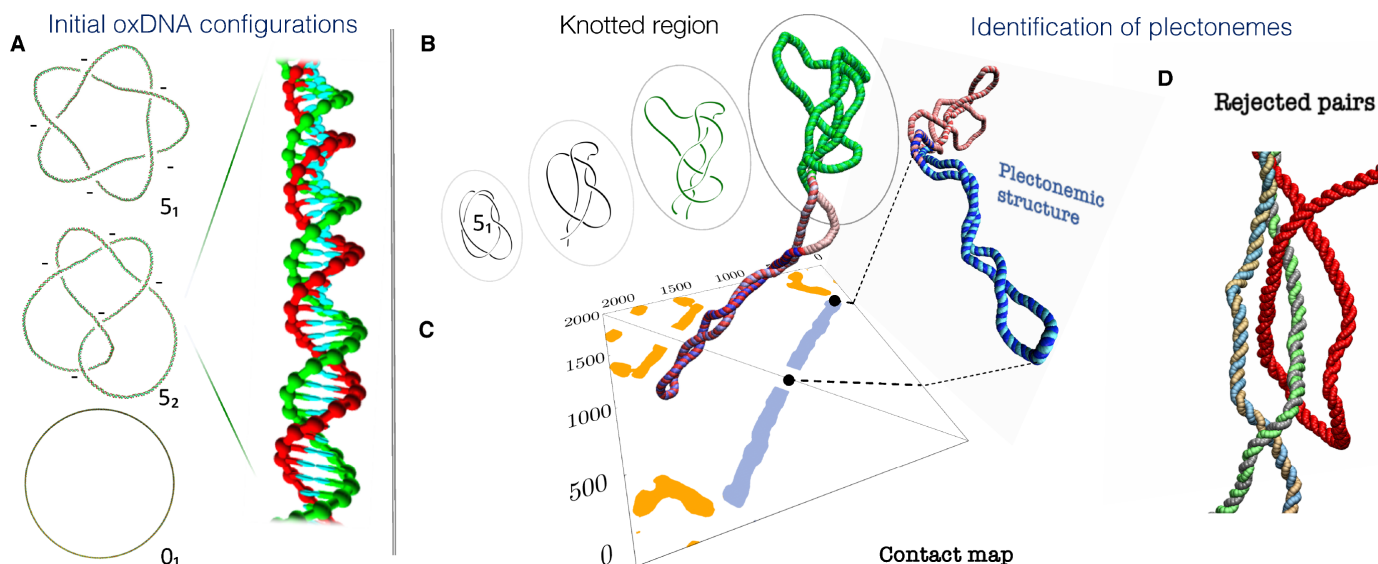 Initial oxDNA configurations
Knotted region
Identification of plectonemes
A
B
D
Rejected pairs
-
-
-
-
-
5₁
5₁
Plectonemic
structure
-
-
-
-
5₂
C
0
1000
1500
2000
2000
1500
1000
500
0
0₁
Contact map